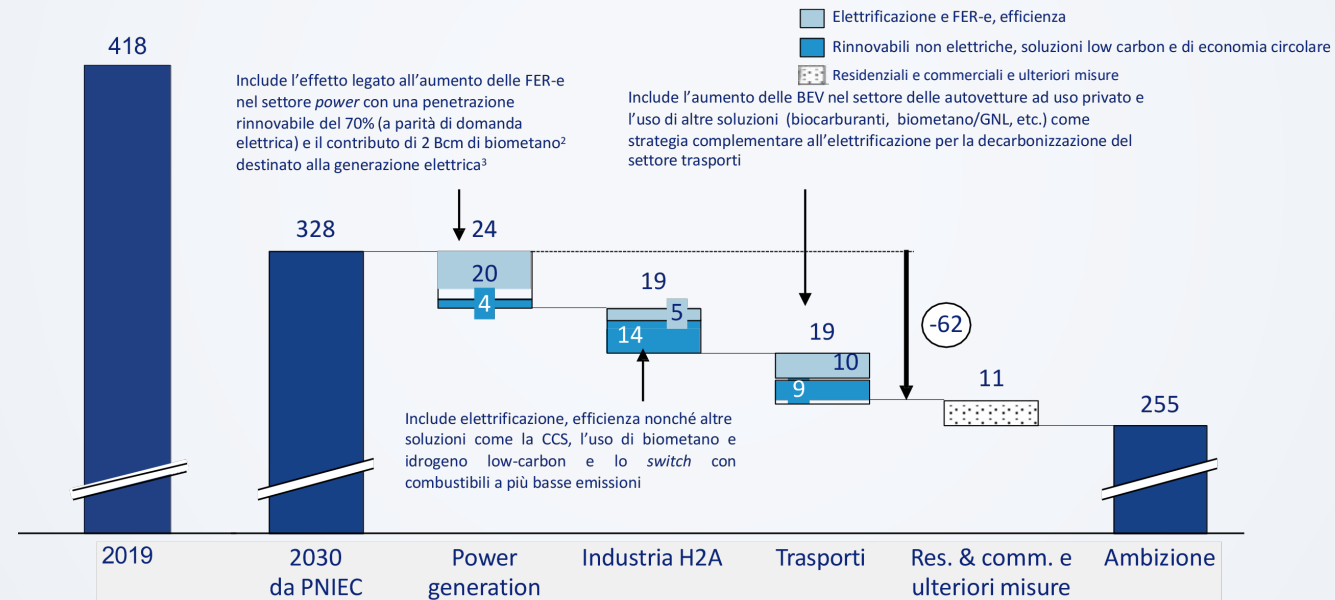 Elettrificazione e FER-e, efficienza
Rinnovabili non elettriche, soluzioni low carbon e di economia circolare
Residenziali e commerciali e ulteriori misure
418
Include l’effetto legato all’aumento delle FER-e
nel settore power con una penetrazione
rinnovabile del 70% (a parità di domanda
elettrica) e il contributo di 2 Bcm di biometano²
destinato alla generazione elettrica³
Include l’aumento delle BEV nel settore delle autovetture ad uso privato e
l’uso di altre soluzioni (biocarburanti, biometano/GNL, etc.) come
strategia complementare all’elettrificazione per la decarbonizzazione del
settore trasporti
328
24
20
4
19
5
14
19
10
9
-62
11
255
Include elettrificazione, efficienza nonché altre
soluzioni come la CCS, l’uso di biometano e
idrogeno low-carbon e lo switch con
combustibili a più basse emissioni
2019
2030
da PNIEC
Power
generation
Industria H2A
Trasporti
Res. & comm. e
ulteriori misure
Ambizione